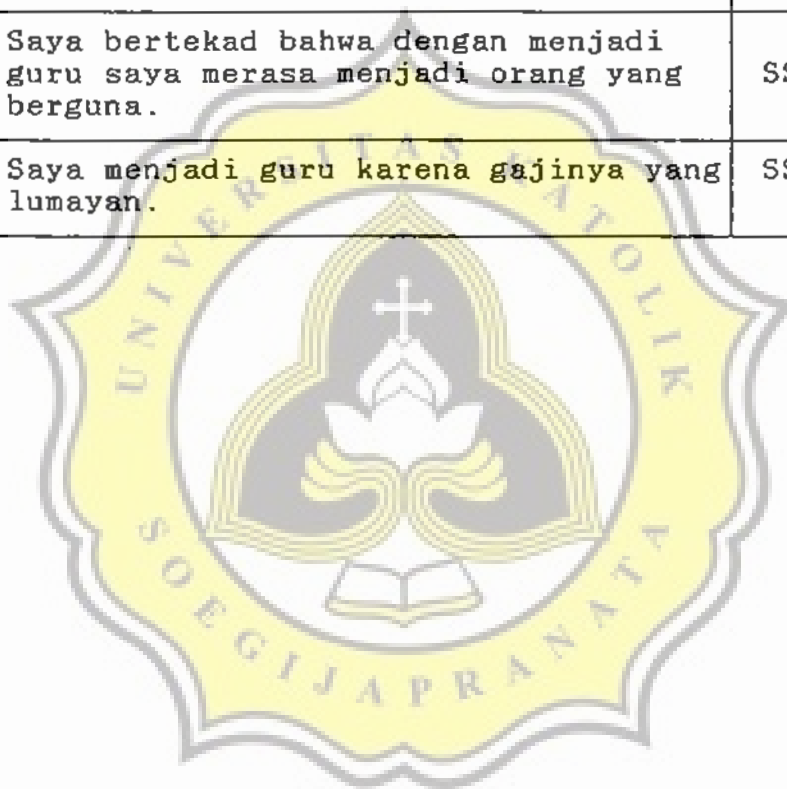 Saya bertekad bahwa dengan menjadi
guru saya merasa menjadi orang yang
berguna.
Saya menjadi guru karena gajinya yang
lumayan.
UNIVERSITAS KATOLIK
SOEGIJAPRANATA